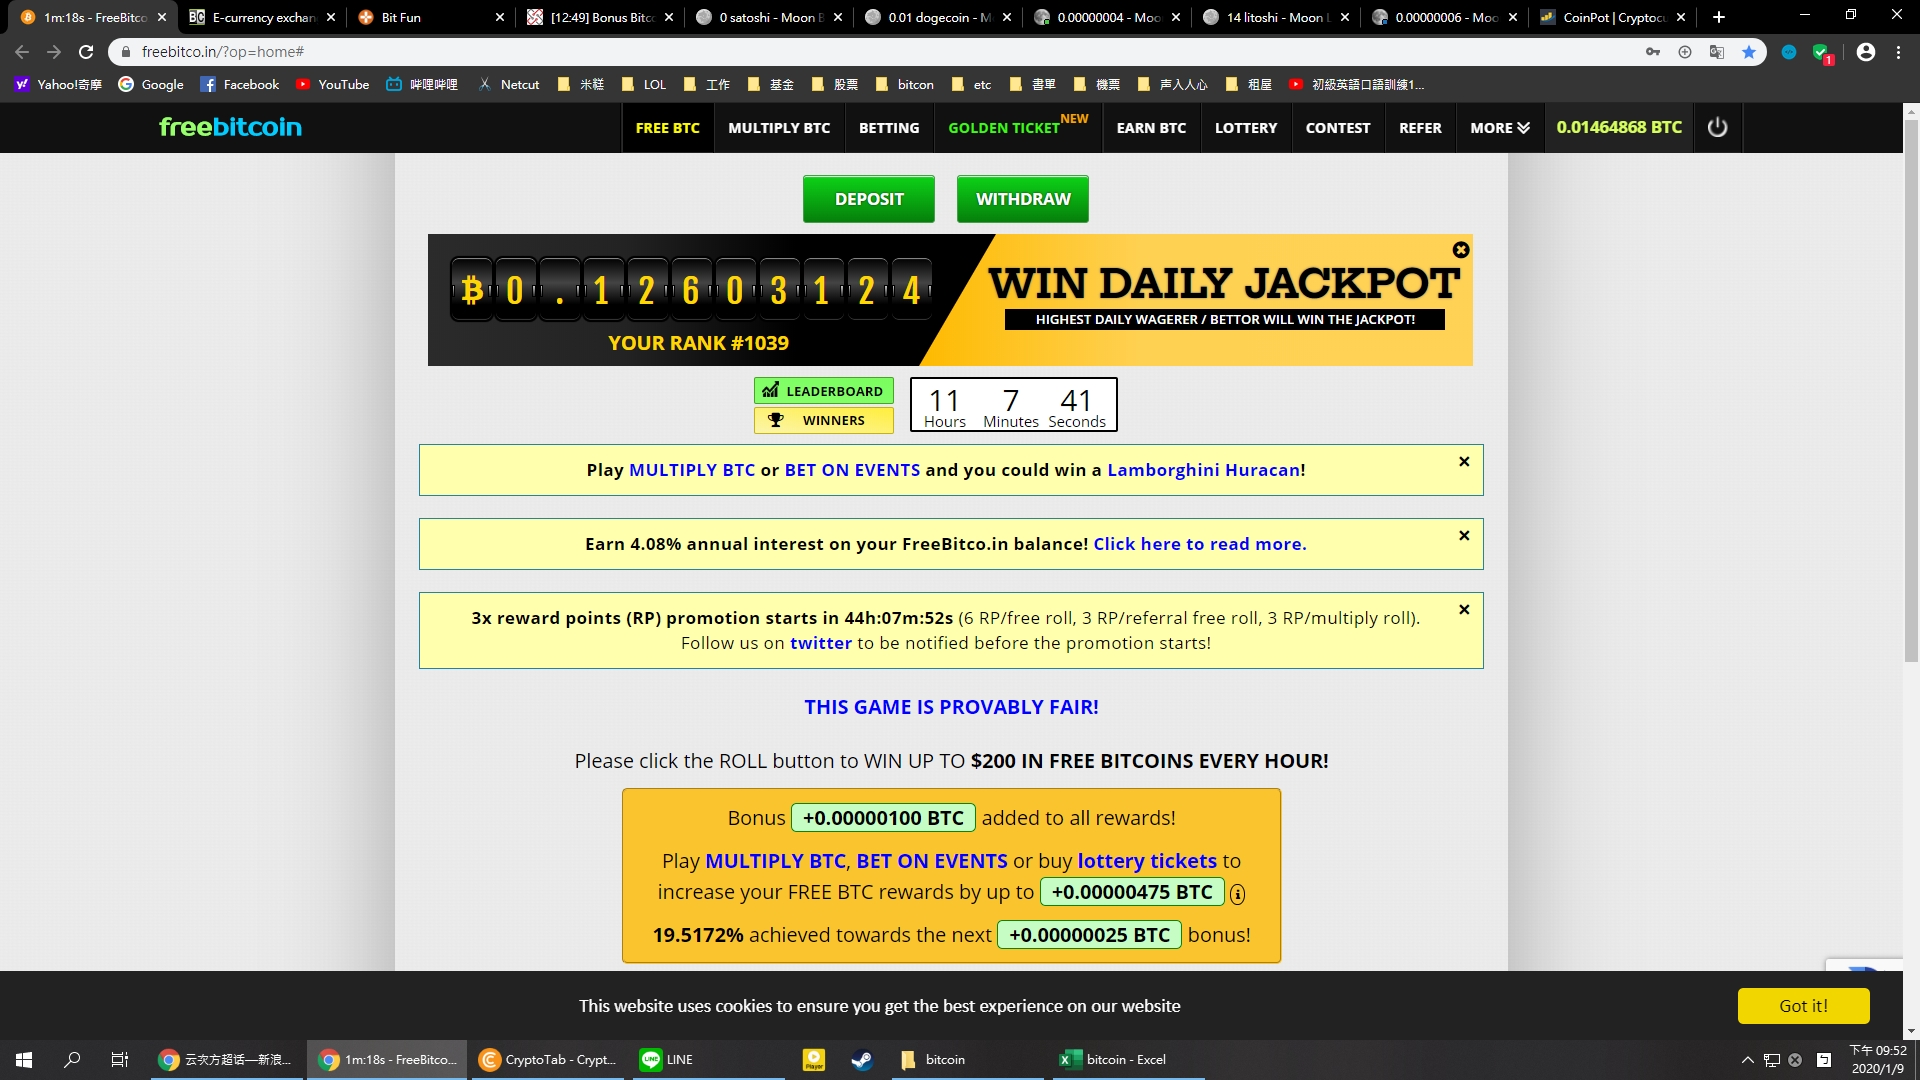 1m:18s - FreeBitco
E-currency exchan
Bit Fun
[12:49] Bonus Bitc
0 satoshi - Moon B
0.01 dogecoin - M
0.00000004 - Moo
14 litoshi - Moon L
0.00000006 - Moo
CoinPot | Cryptocu
freebitco.in/?op=home#
Yahoo!奇摩
Google
Facebook
YouTube
哔哩哔哩
Netcut
米糕
LOL
工作
基金
股票
bitcon
etc
書單
機票
声入人心
租屋
初級英語口語訓練1...
freebitcoin
FREE BTC
MULTIPLY BTC
BETTING
GOLDEN TICKET NEW
EARN BTC
LOTTERY
CONTEST
REFER
MORE
0.01464868 BTC
DEPOSIT
WITHDRAW
0.12603124
YOUR RANK #1039
WIN DAILY JACKPOT
HIGHEST DAILY WAGERER / BETTOR WILL WIN THE JACKPOT!
LEADERBOARD
WINNERS
11 7 41
Hours Minutes Seconds
Play MULTIPLY BTC or BET ON EVENTS and you could win a Lamborghini Huracan!
Earn 4.08% annual interest on your FreeBitco.in balance! Click here to read more.
3x reward points (RP) promotion starts in 44h:07m:52s (6 RP/free roll, 3 RP/referral free roll, 3 RP/multiply roll).
Follow us on twitter to be notified before the promotion starts!
THIS GAME IS PROVABLY FAIR!
Please click the ROLL button to WIN UP TO $200 IN FREE BITCOINS EVERY HOUR!
Bonus +0.00000100 BTC added to all rewards!
Play MULTIPLY BTC, BET ON EVENTS or buy lottery tickets to
increase your FREE BTC rewards by up to +0.00000475 BTC
19.5172% achieved towards the next +0.00000025 BTC bonus!
This website uses cookies to ensure you get the best experience on our website
Got it!
云次方超话—新浪...
1m:18s - FreeBitco...
CryptoTab - Crypt...
LINE
bitcoin
bitcoin - Excel
下午 09:52
2020/1/9